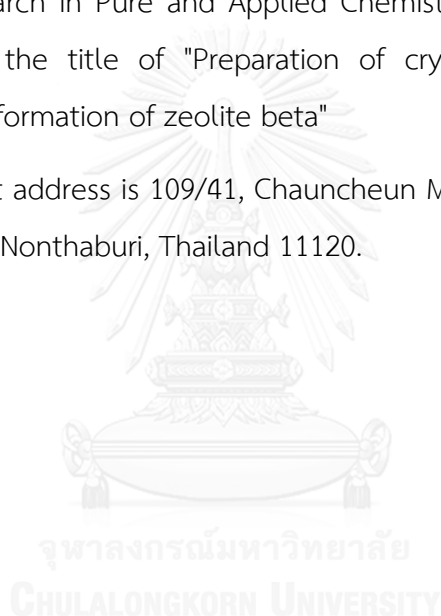 arch in Pure and Applied Chemist
the title of "Preparation of cry
formation of zeolite beta"
address is 109/41, Chauncheun M
Nonthaburi, Thailand 11120.
จุฬาลงกรณ์มหาวิทยาลัย
CHULALONGKORN UNIVERSITY